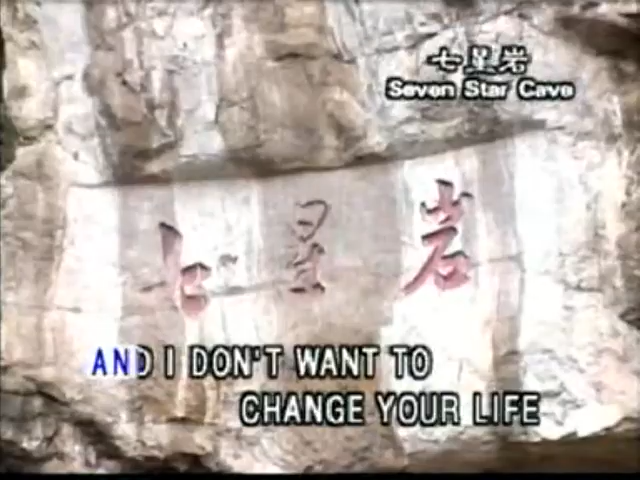 七星岩
Seven Star Cave
七星岩
AND I DON'T WANT TO
CHANGE YOUR LIFE